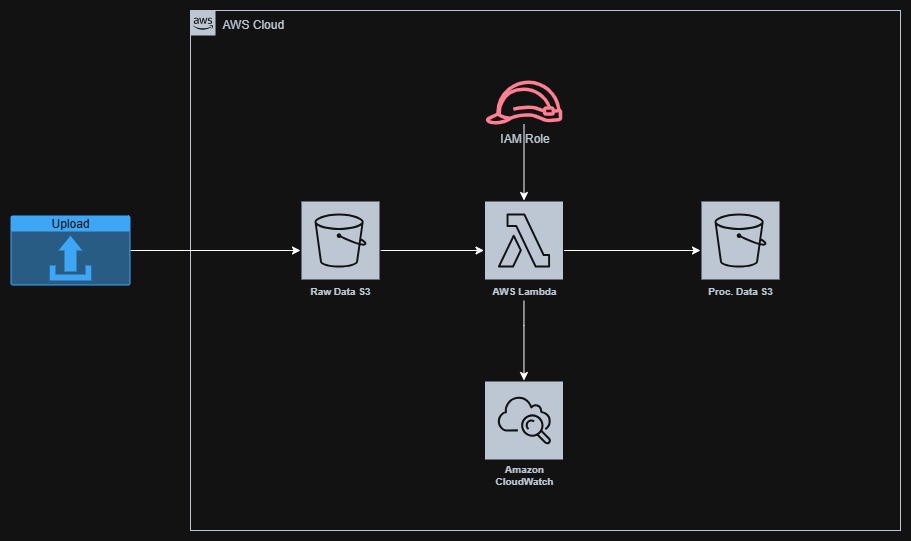 aws
AWS Cloud
IAM Role
Upload
Raw Data S3
AWS Lambda
Proc. Data S3
Amazon
CloudWatch